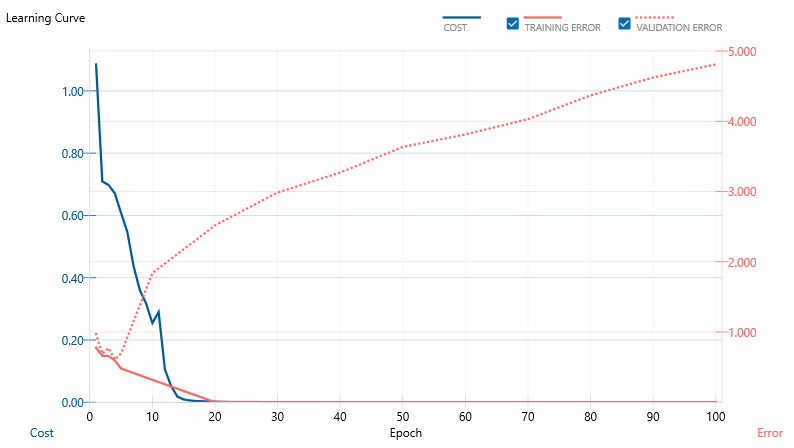 Learning Curve
COST TRAINING ERROR VALIDATION ERROR
5.000
1.00
4.000
0.80
3.000
0.60
2.000
0.40
1.000
0.20
0.00
0 10 20 30 40 50 60 70 80 90 100
Cost Epoch Error